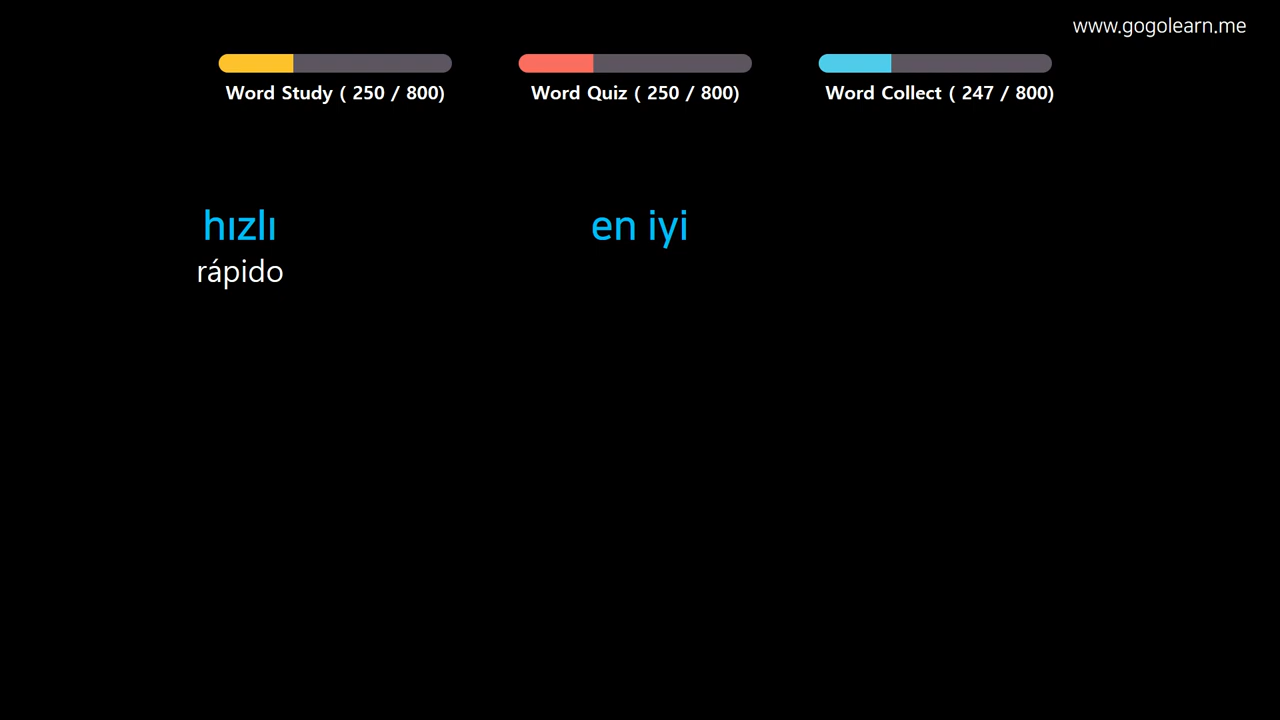 www.gogolearn.me
Word Study ( 250 / 800)
Word Quiz ( 250 / 800)
Word Collect ( 247 / 800)
hızlı
rápido
en iyi